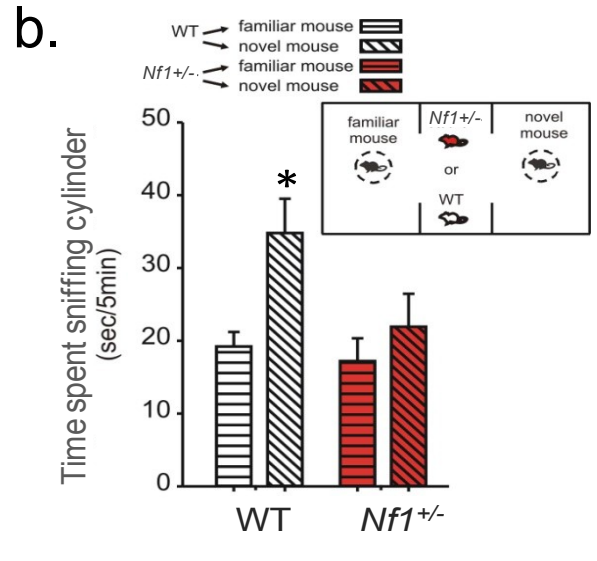 b.
WT
familiar mouse
novel mouse
Nf1+/-
familiar mouse
novel mouse
Time spent sniffing cylinder
(sec/5min)
50
40
30
20
10
0
*
familiar
mouse
Nf1+/-
or
WT
novel
mouse
WT
Nf1+/-